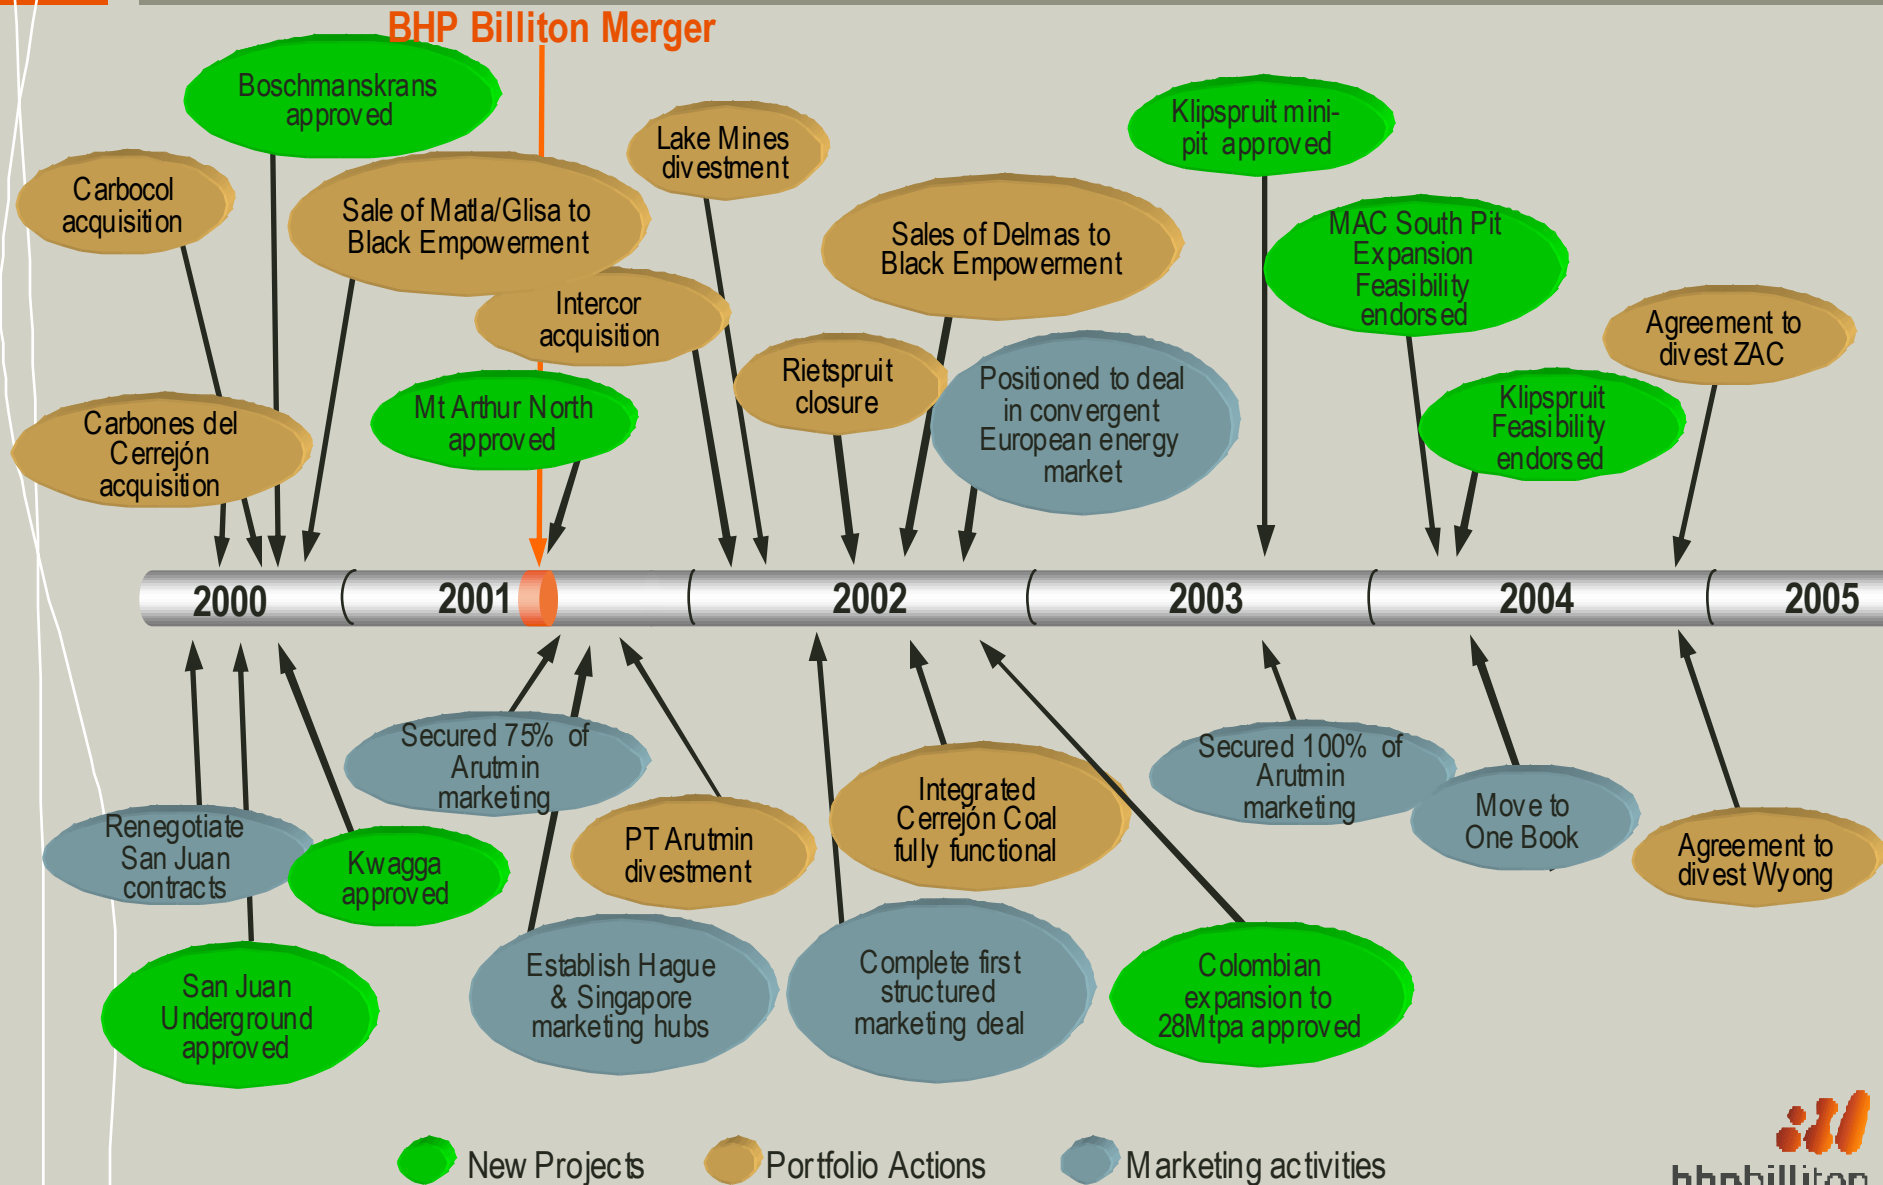 BHP Billiton Merger
Boschmanskrans
approved
Carbocol
acquisition
Sale of Matla/Glisa to
Black Empowerment
Lake Mines
divestment
Klipspruit mini-
pit approved
Sales of Delmas to
Black Empowerment
MAC South Pit
Expansion
Feasibility
endorsed
Intercor
acquisition
Agreement to
divest ZAC
Rietspruit
closure
Positioned to deal
in convergent
European energy
market
Carbones del
Cerrejón
acquisition
Mt Arthur North
approved
Klipspruit
Feasibility
endorsed
2000
2001
2002
2003
2004
2005
Secured 75% of
Arutmin
marketing
Secured 100% of
Arutmin
marketing
Renegotiate
San Juan
contracts
Kwagga
approved
PT Arutmin
divestment
Integrated
Cerrejón Coal
fully functional
Move to
One Book
Agreement to
divest Wyong
San Juan
Underground
approved
Establish Hague
& Singapore
marketing hubs
Complete first
structured
marketing deal
Colombian
expansion to
28Mtpa approved
New Projects
Portfolio Actions
Marketing activities
bhpbilliton